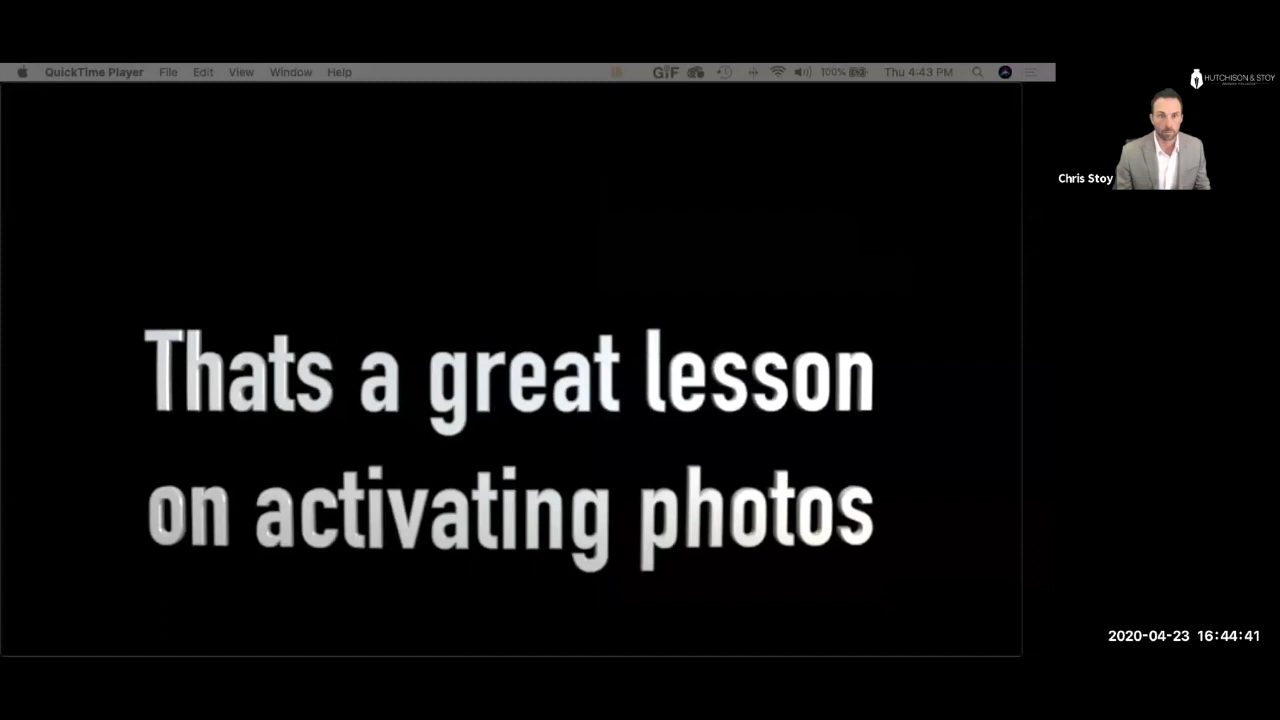 QuickTime Player File Edit View Window Help GIF 100% Thu 4:43 PM
HUTCHISON & STOY
Chris Stoy
Thats a great lesson
on activating photos
2020-04-23 16:44:41